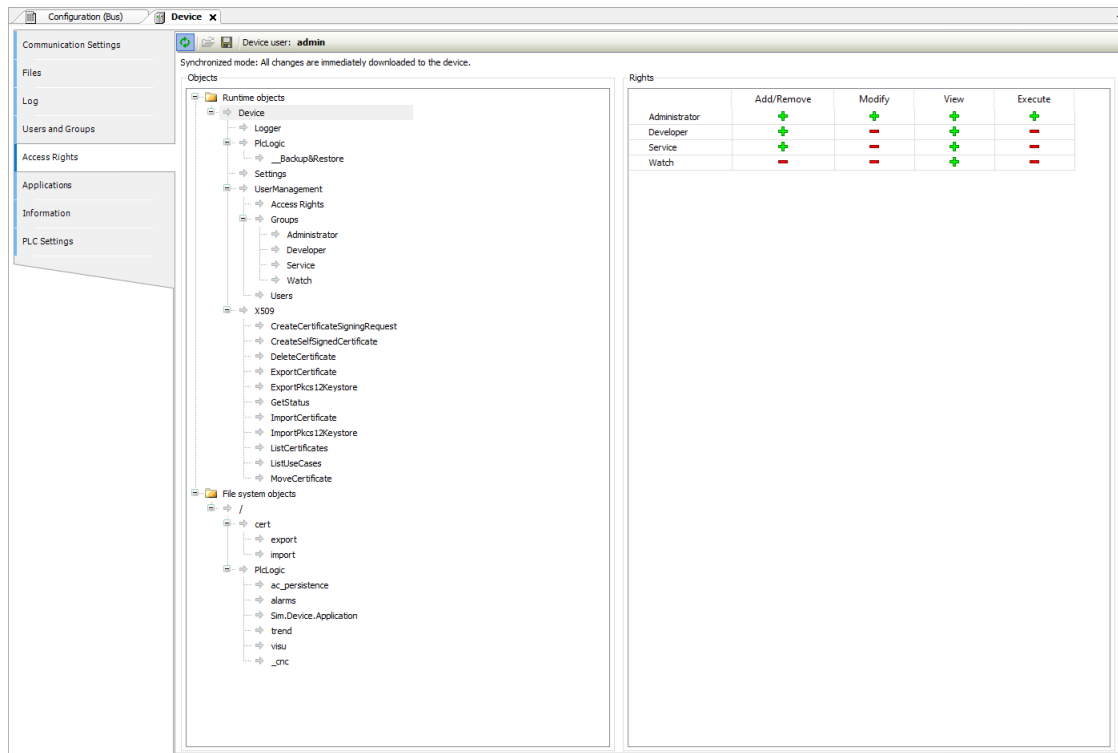 Configuration (Bus) Device x
Communication Settings
Files
Log
Users and Groups
Access Rights
Applications
Information
PLC Settings
Device user: admin
Synchronized mode: All changes are immediately downloaded to the device.
Objects
Runtime objects
Device
Logger
PlcLogic
__Backup&Restore
Settings
UserManagement
Access Rights
Groups
Administrator
Developer
Service
Watch
Users
X509
CreateCertificateSigningRequest
CreateSelfSignedCertificate
DeleteCertificate
ExportCertificate
ExportPkcs12Keystore
GetStatus
ImportCertificate
ImportPkcs12Keystore
ListCertificates
ListUseCases
MoveCertificate
File system objects
/
cert
export
import
PlcLogic
ac_persistence
alarms
Sim.Device.Application
trend
visu
_cnc
Rights
Add/Remove Modify View Execute
Administrator
Developer
Service
Watch